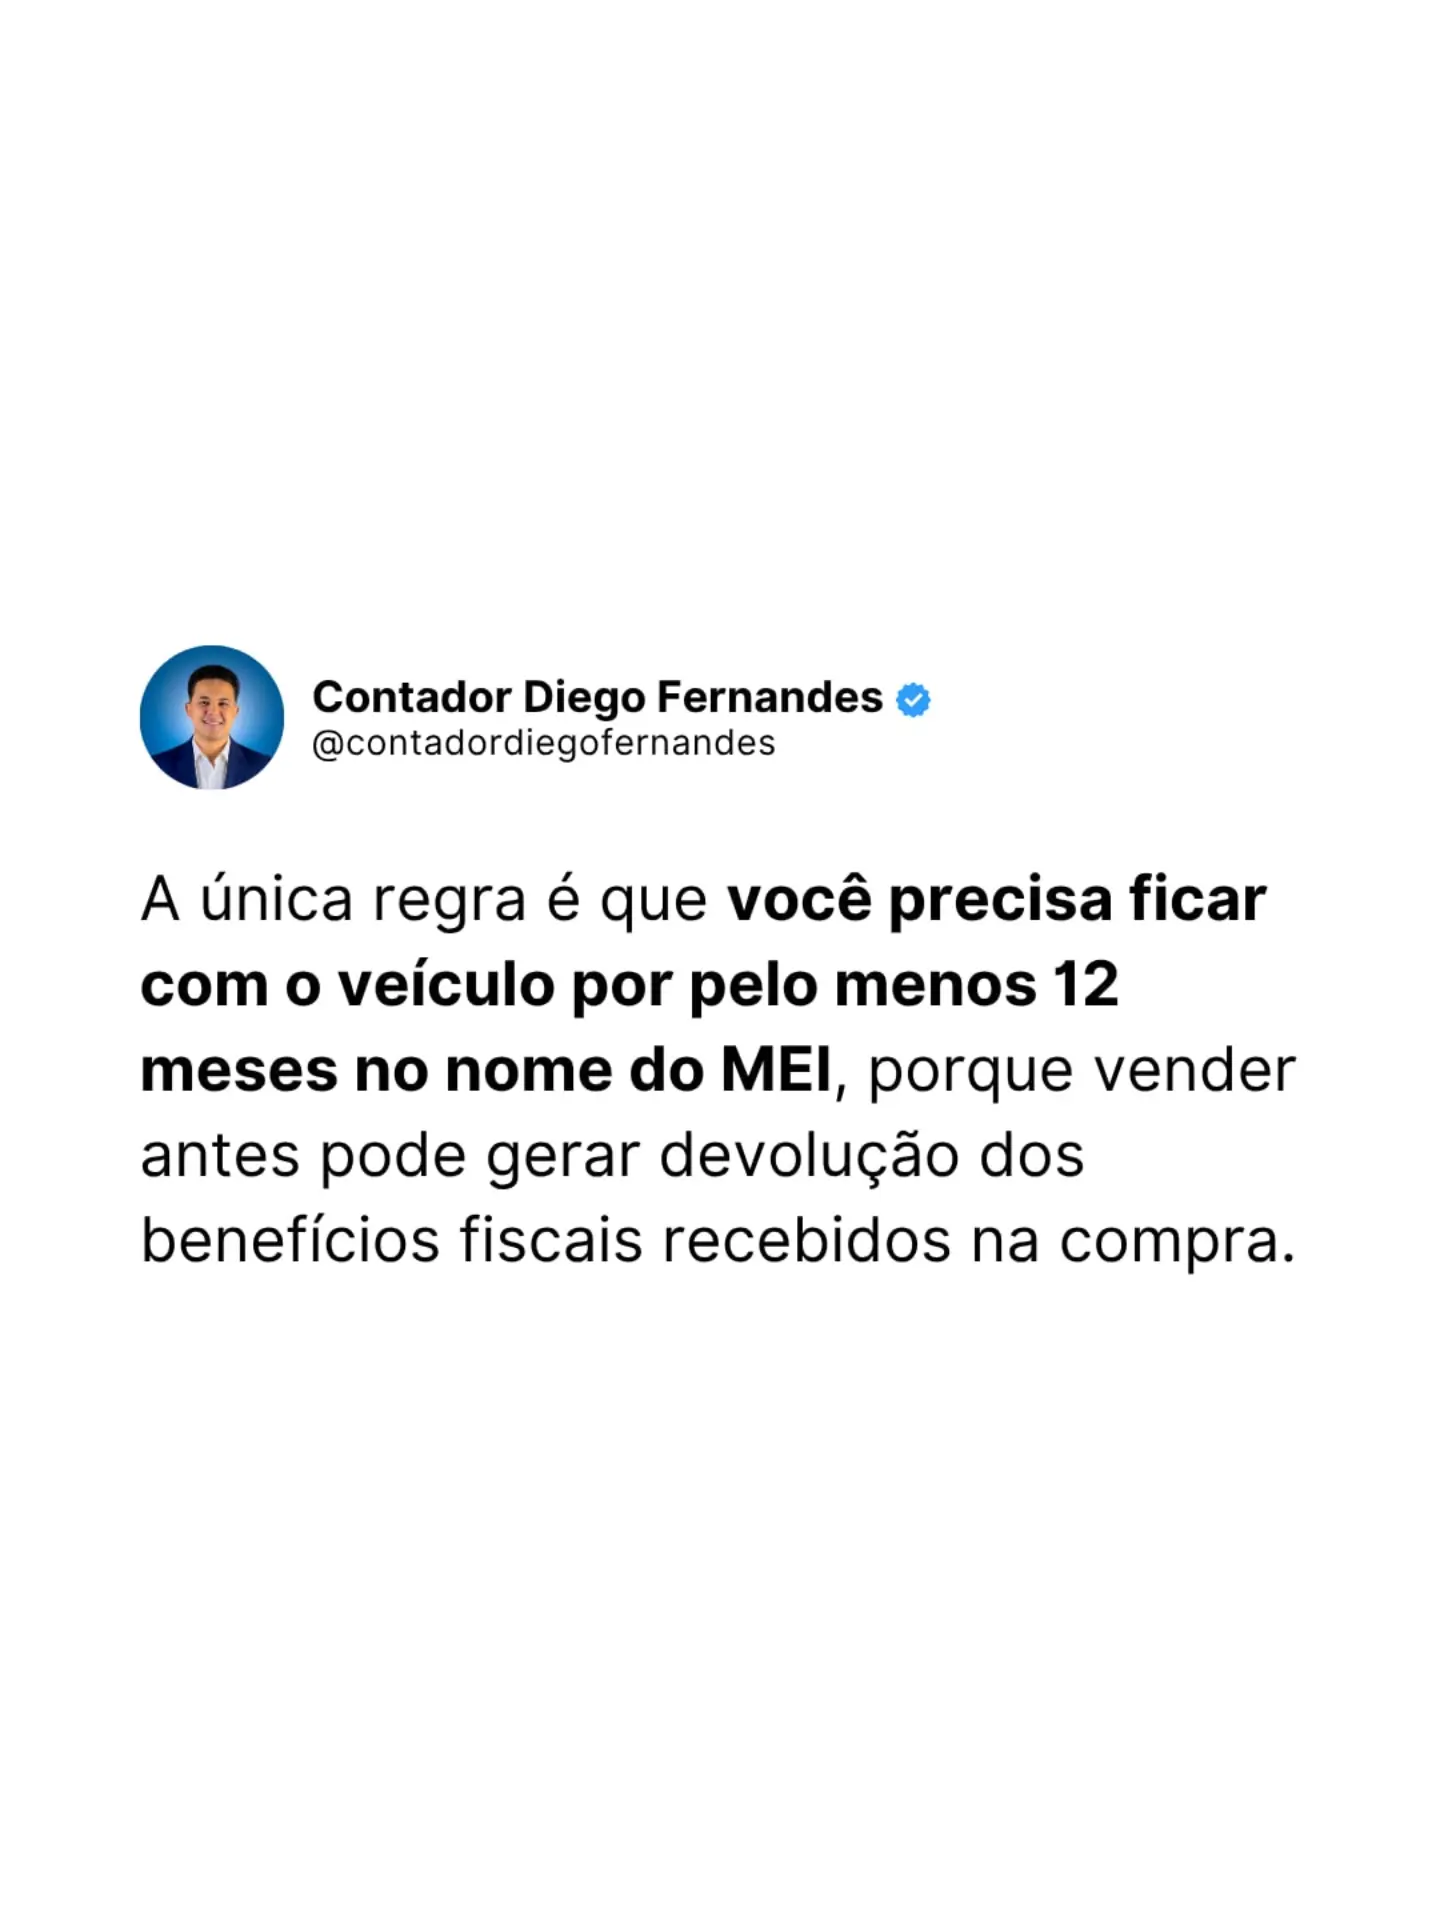 Contador Diego Fernandes
@contadordiegofernandes
A única regra é que você precisa ficar
com o veículo por pelo menos 12
meses no nome do MEI, porque vender
antes pode gerar devolução dos
benefícios fiscais recebidos na compra.